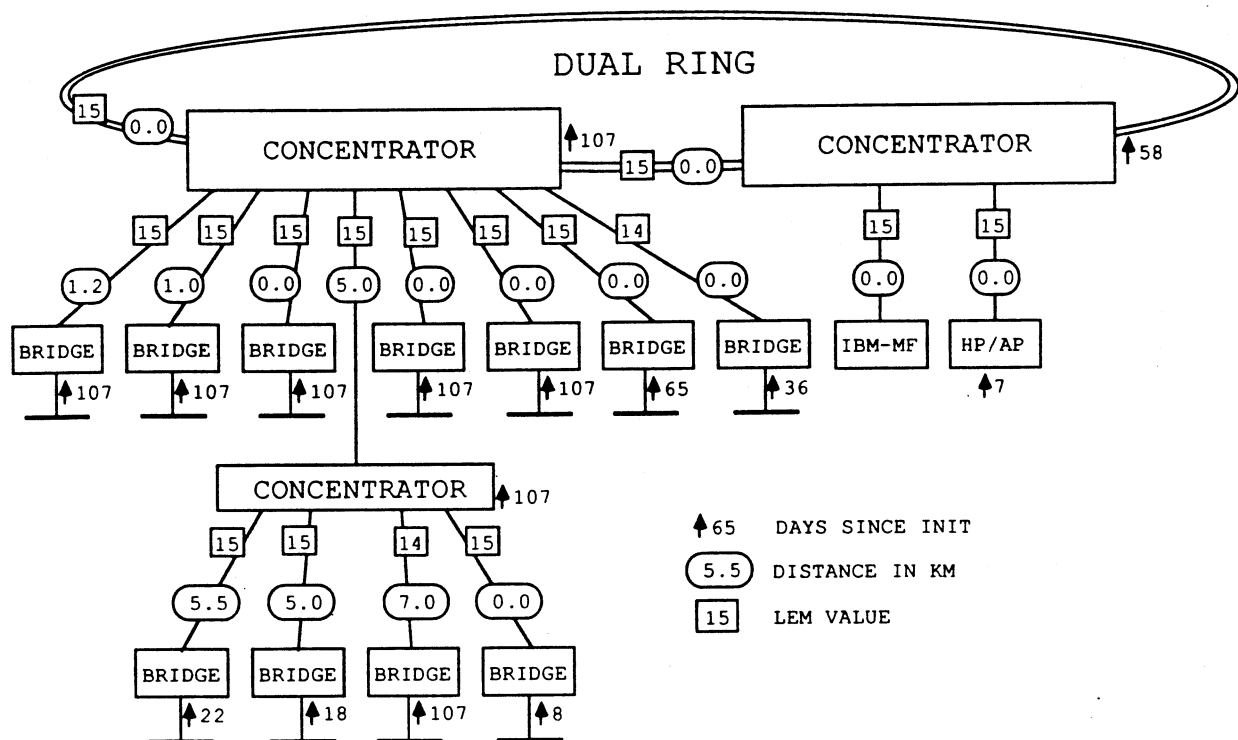 DUAL RING
15
0.0
CONCENTRATOR
107
15
0.0
CONCENTRATOR
58
15 15 15 15 15 15 15 14
15 15
1.2 1.0 0.0 5.0 0.0 0.0 0.0 0.0
0.0 0.0
BRIDGE BRIDGE BRIDGE BRIDGE BRIDGE BRIDGE BRIDGE
IBM-MF HP/AP
107 107 107 107 107 65 36
7
CONCENTRATOR
107
15 15 14 15
5.5 5.0 7.0 0.0
BRIDGE BRIDGE BRIDGE BRIDGE
22 18 107 8
65 DAYS SINCE INIT
5.5 DISTANCE IN KM
15 LEM VALUE